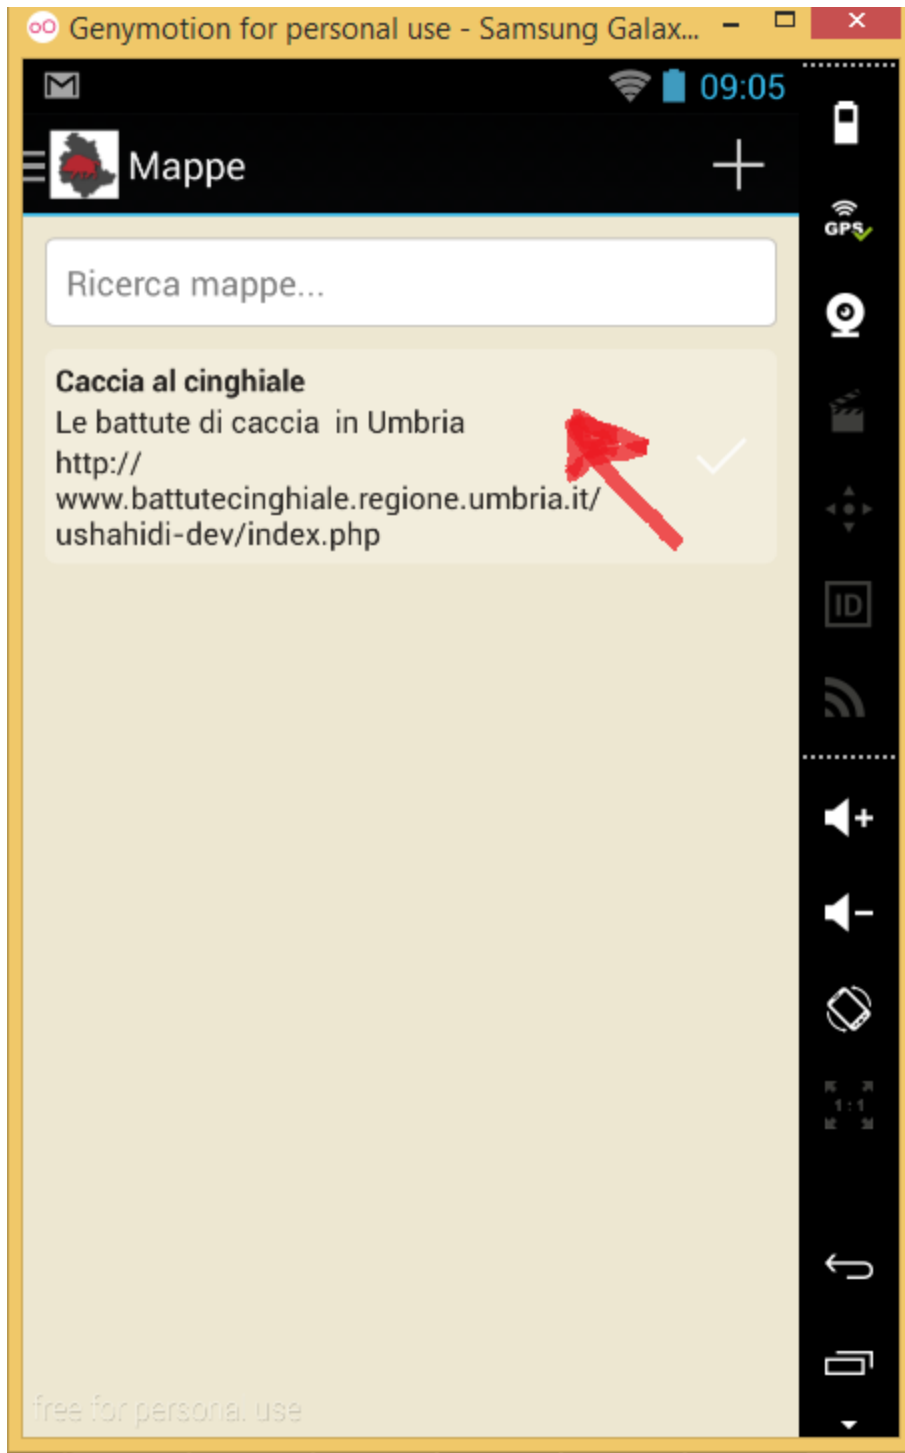 Genymotion for personal use - Samsung Galax...
09:05
Mappe
GPS
Ricerca mappe...
Caccia al cinghiale
Le battute di caccia  in Umbria
http://
www.battutecinghiale.regione.umbria.it/
ushahidi-dev/index.php
ID
1:1
free for personal use